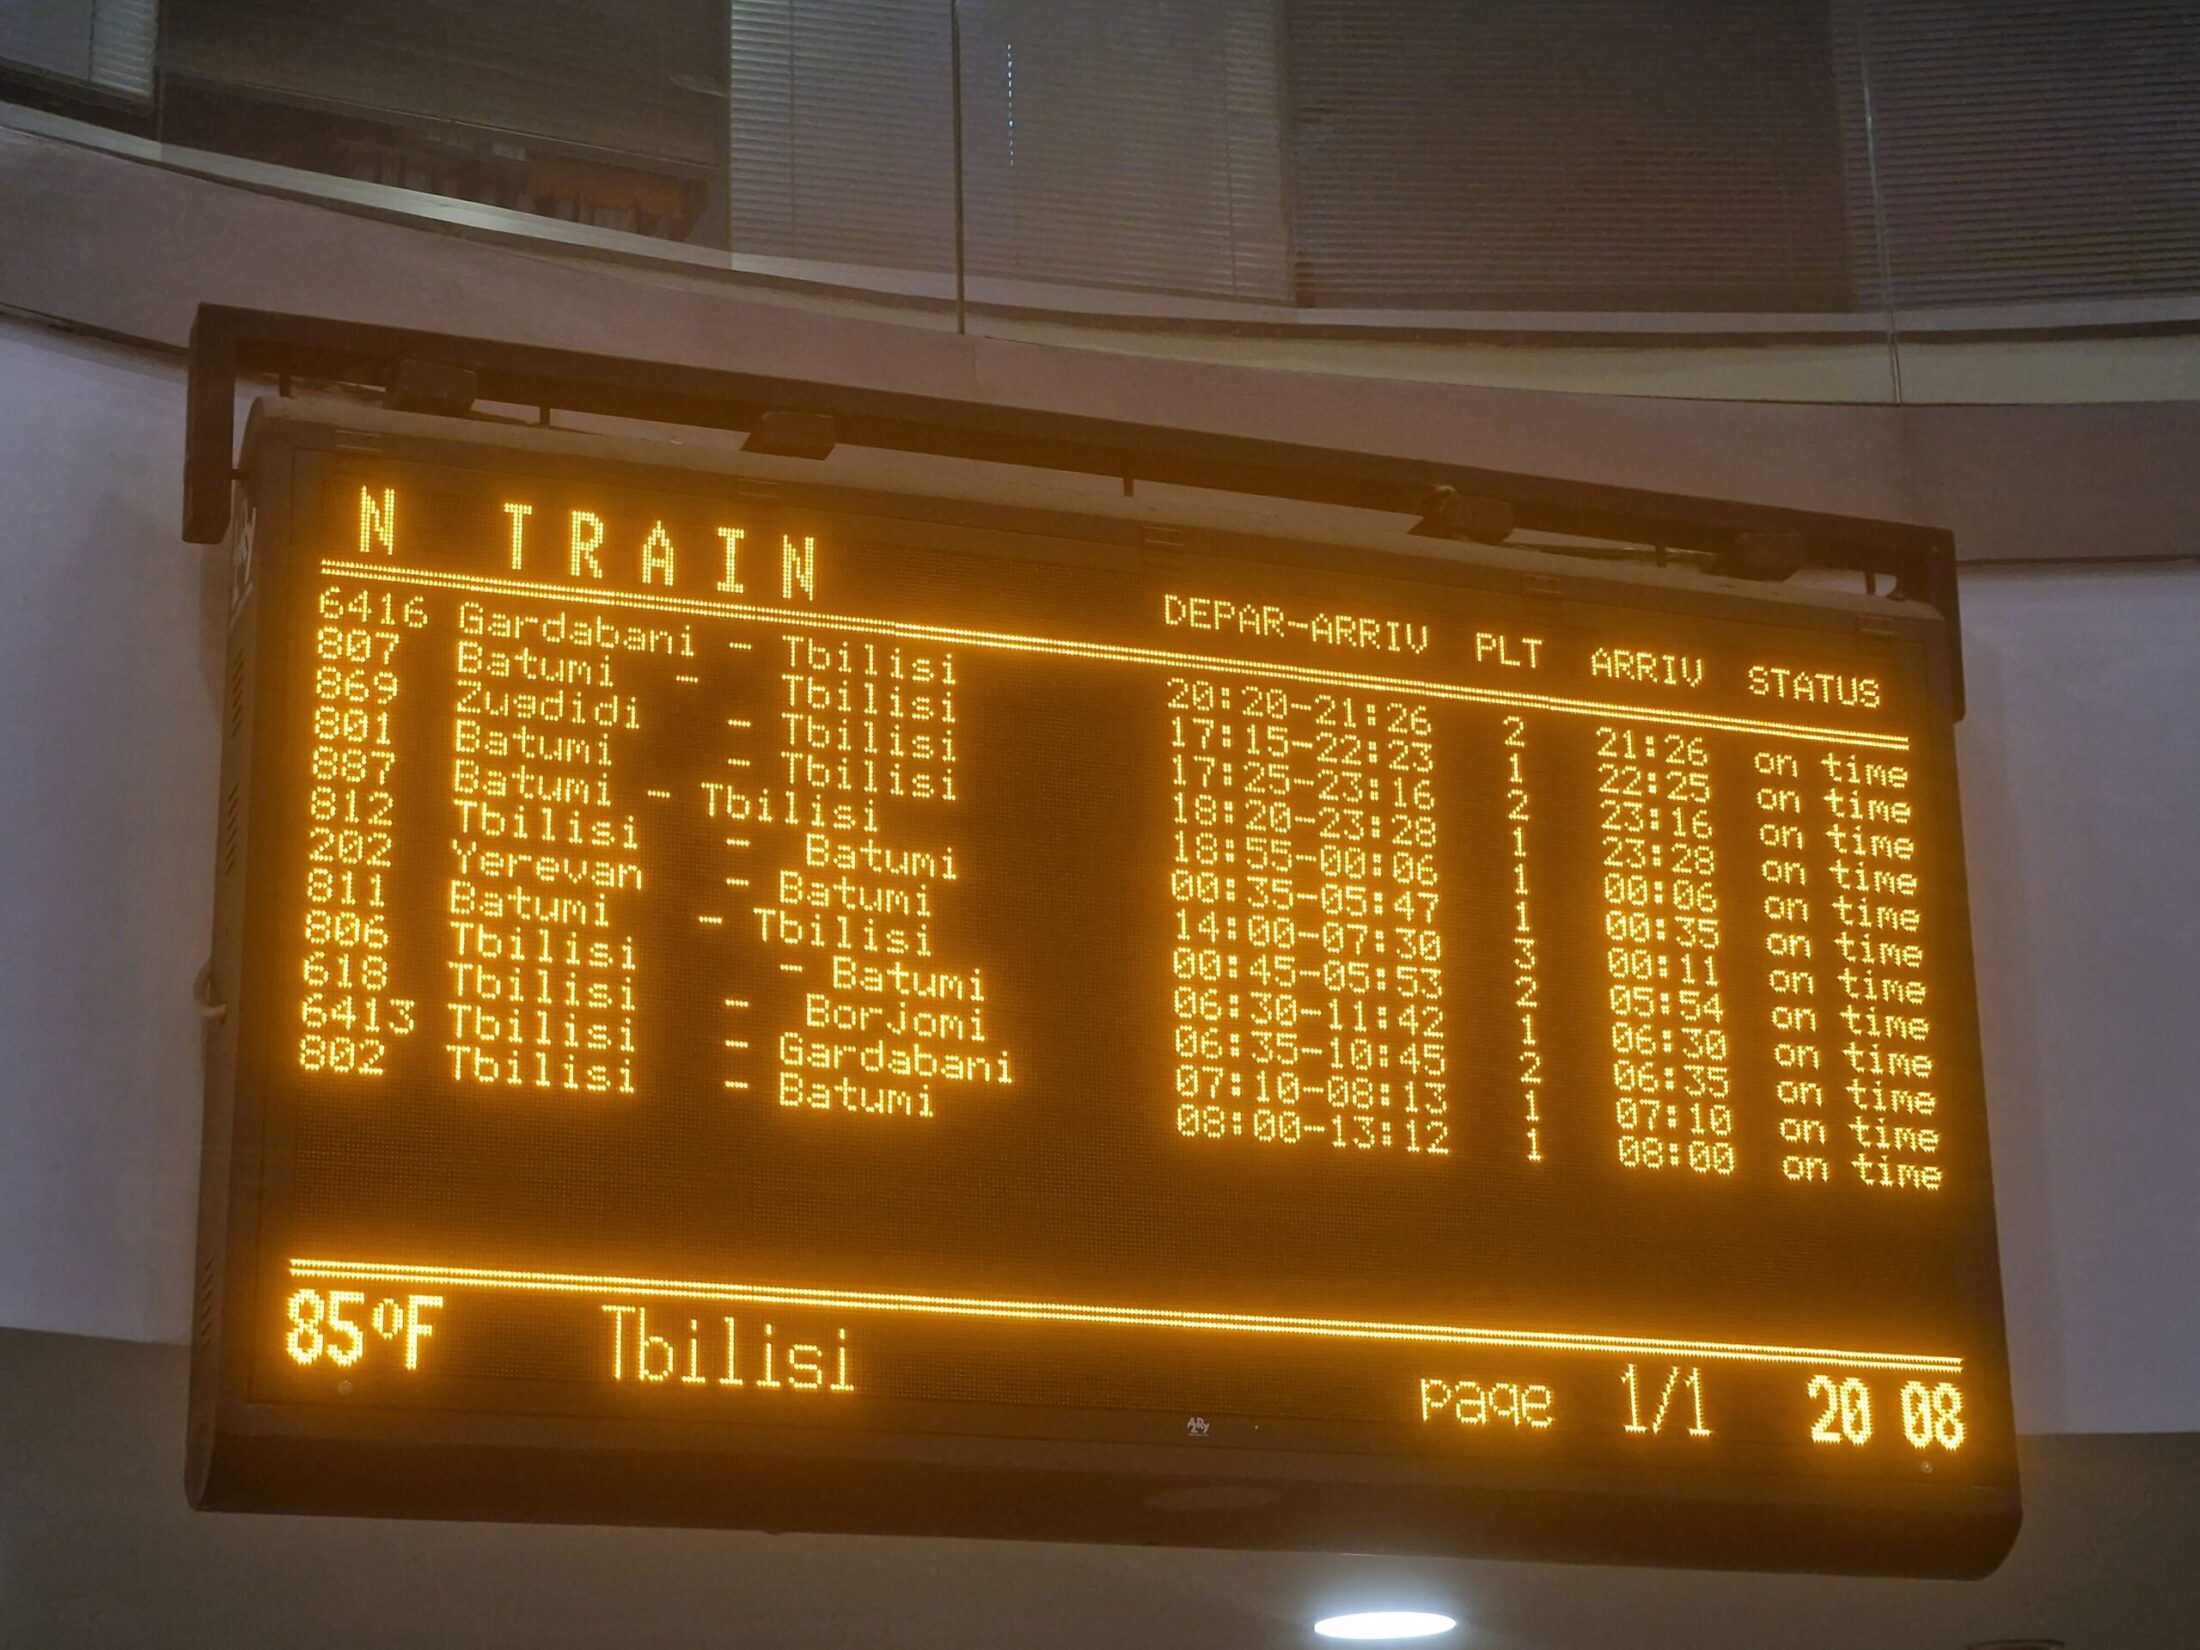 N TRAIN DEPAR-ARRIV PLT ARRIV STATUS
6416 Gardabani - Tbilisi 20:20-21:26 2 21:26 on time
807 Batumi - Tbilisi 17:15-22:23 1 22:25 on time
869 Zugdidi - Tbilisi 17:25-23:16 2 23:16 on time
801 Batumi - Tbilisi 18:20-23:28 1 23:28 on time
887 Batumi - Tbilisi 18:55-00:06 1 00:06 on time
812 Tbilisi - Batumi 00:35-05:47 1 00:35 on time
202 Yerevan - Batumi 14:00-07:30 3 00:11 on time
811 Batumi - Tbilisi 00:45-05:53 2 05:54 on time
806 Tbilisi - Batumi 06:30-11:42 1 06:30 on time
618 Tbilisi - Borjomi 06:35-10:45 2 06:35 on time
6413 Tbilisi - Gardabani 07:10-08:13 1 07:10 on time
802 Tbilisi - Batumi 08:00-13:12 1 08:00 on time
85ºF Tbilisi page 1/1 20 08